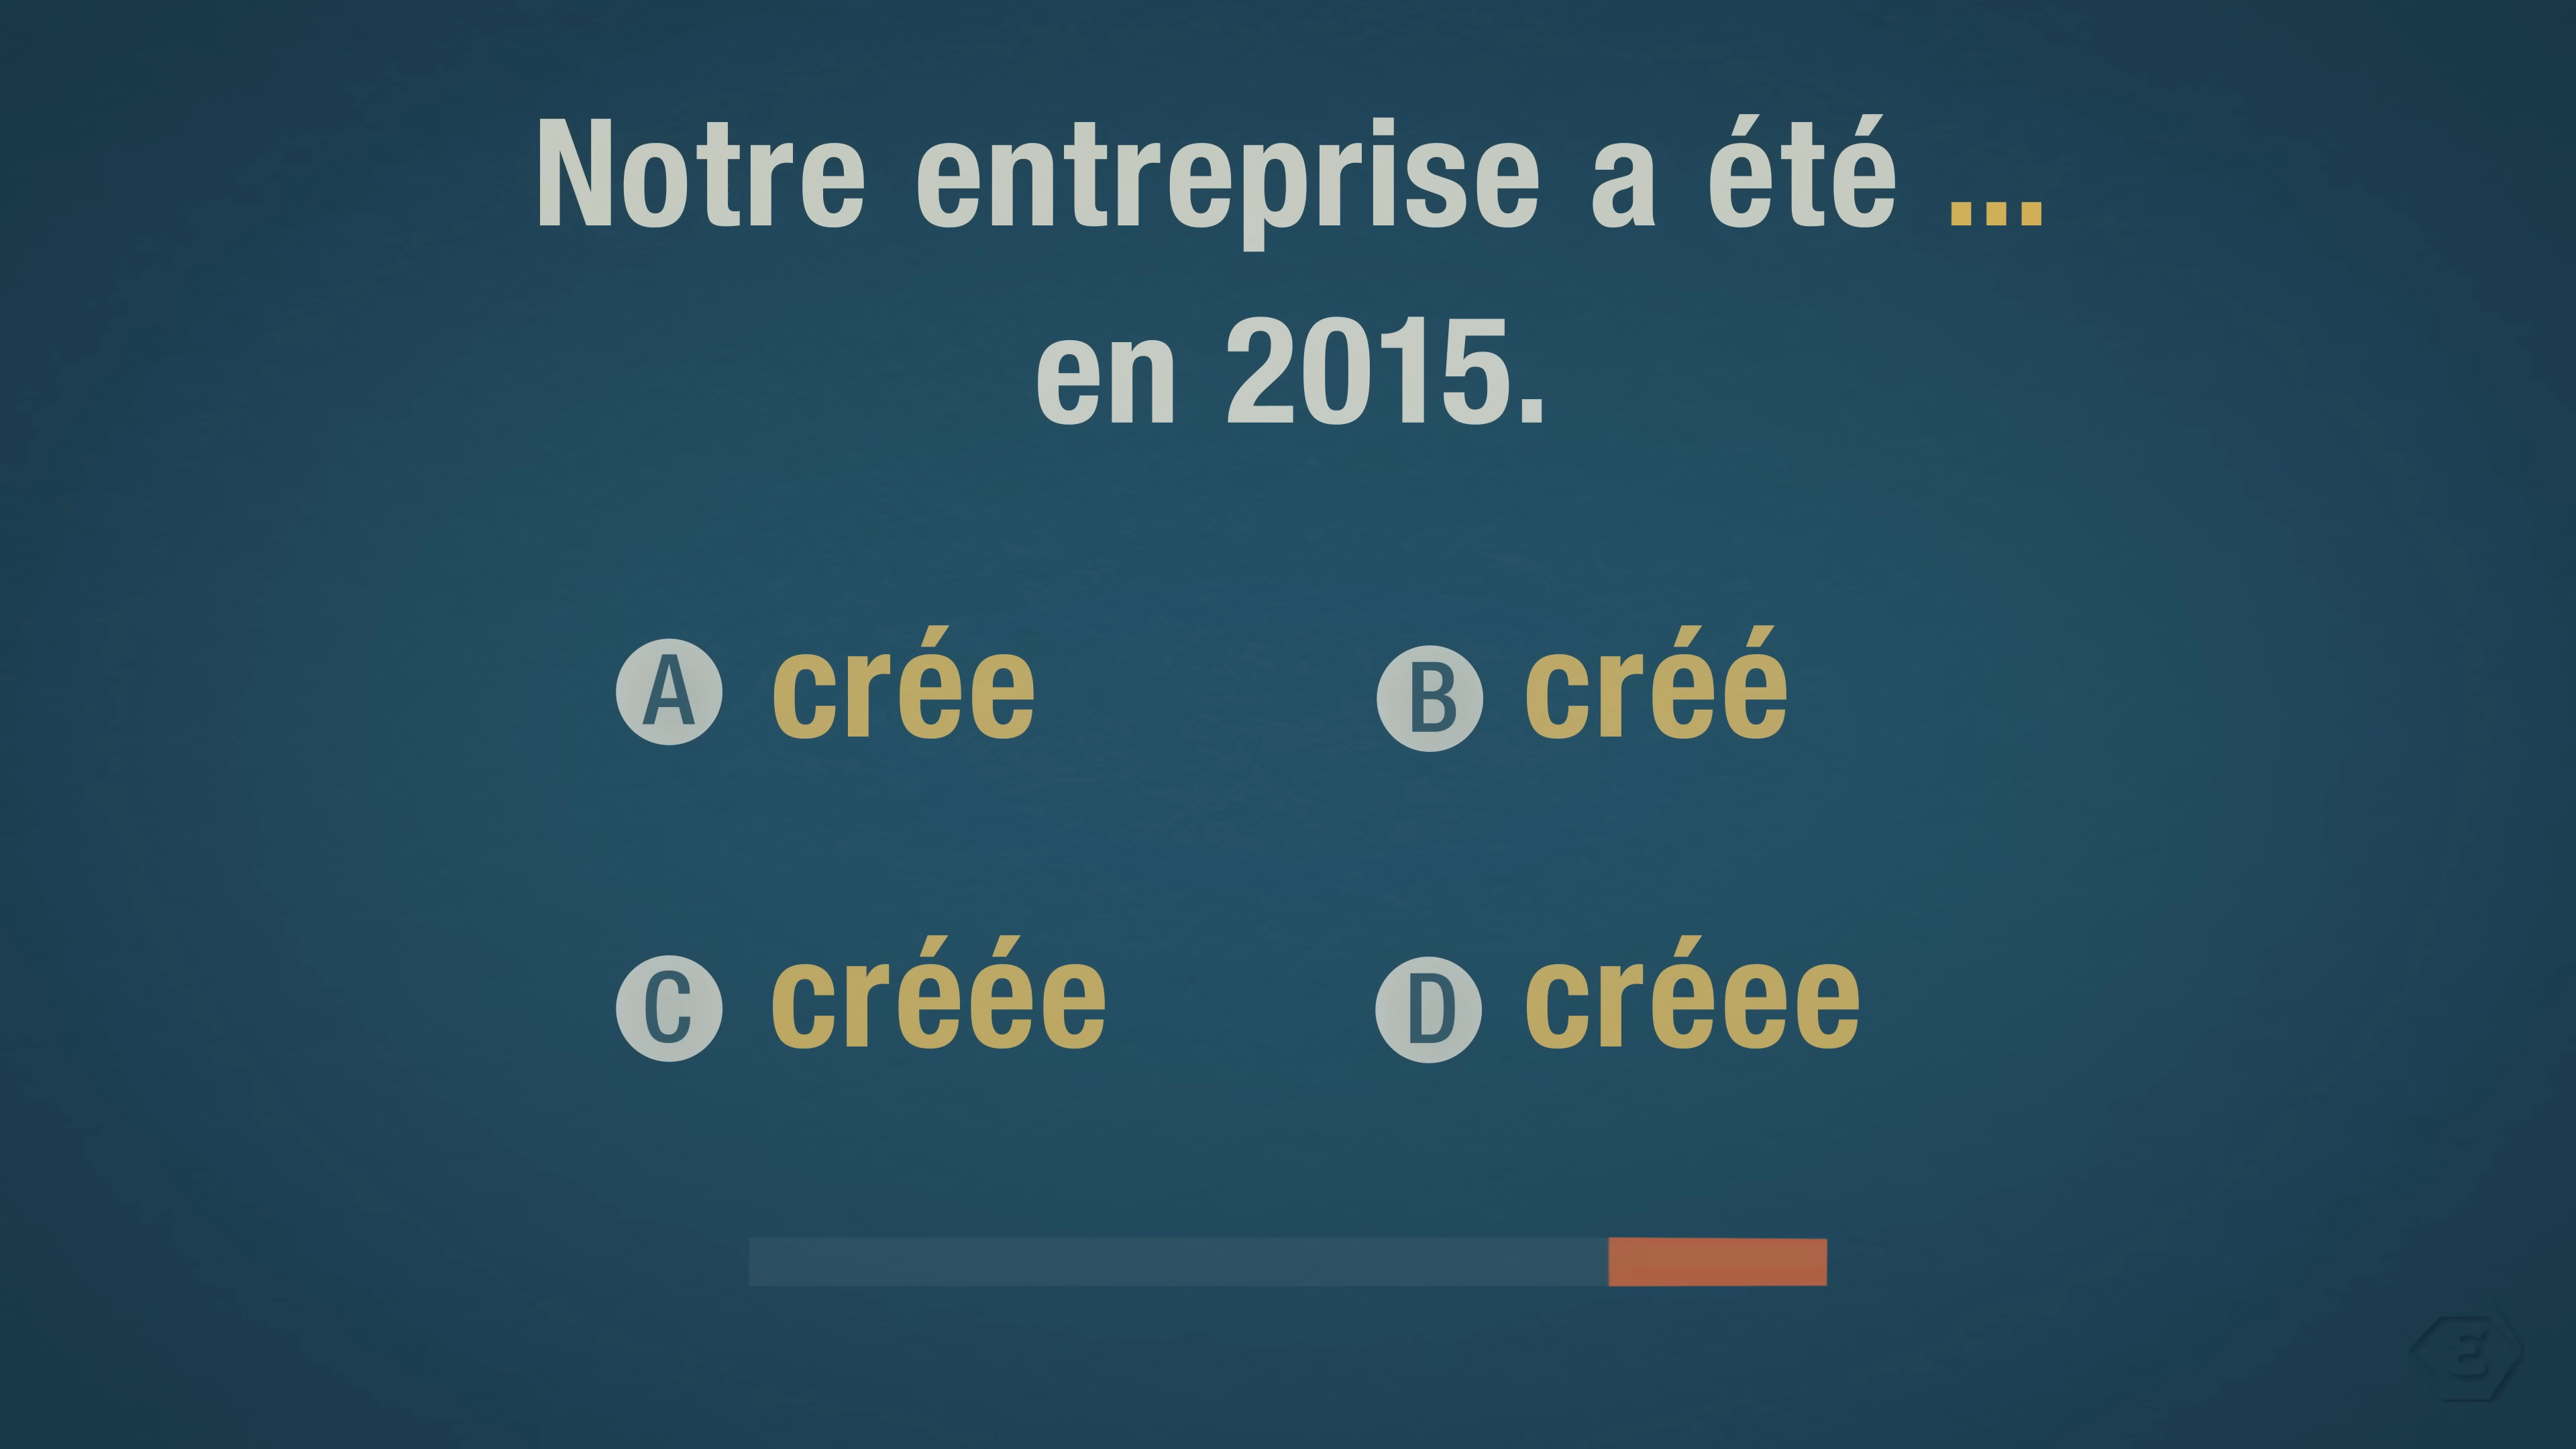 Notre entreprise a été ...
en 2015.
A crée
B créé
C créée
D créee
E